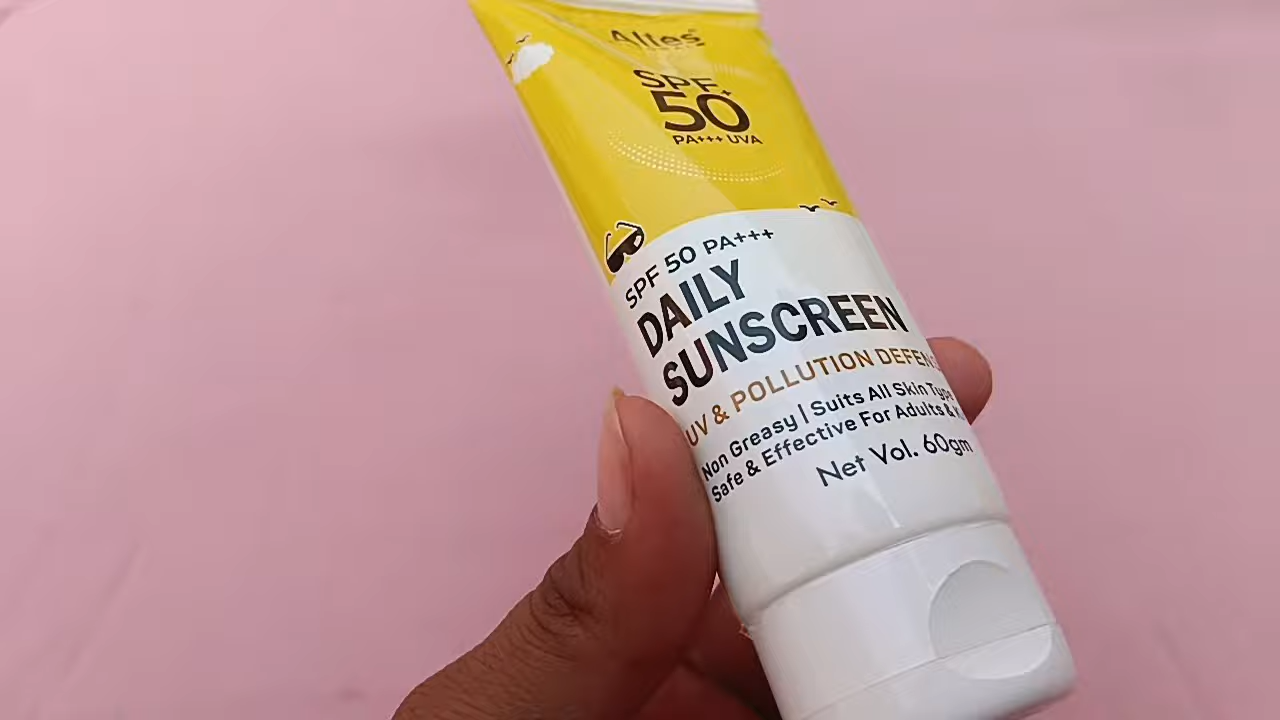 Altes
SPF+
50
PA+++ UVA
SPF 50 PA+++
DAILY
SUNSCREEN
UV & POLLUTION
Non Greasy | Suits All Skin
Safe & Effective For Adults &
Net Vol. 60gm